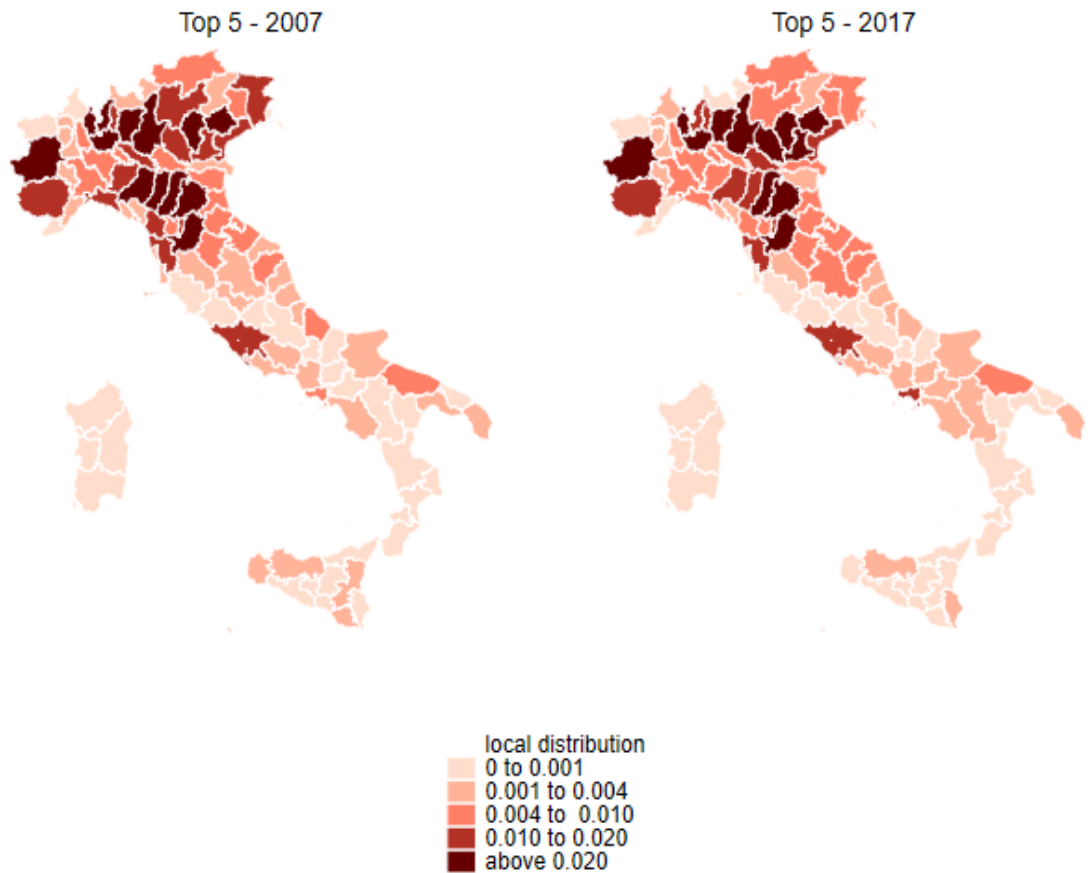 Top 5 - 2007
Top 5 - 2017
local distribution
0 to 0.001
0.001 to 0.004
0.004 to  0.010
0.010 to 0.020
above 0.020